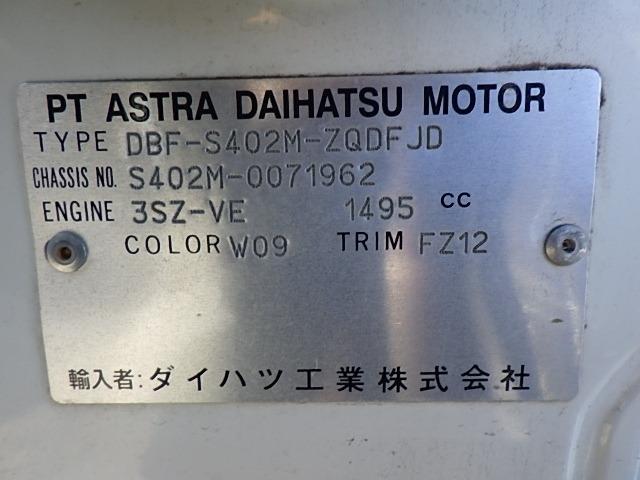 PT ASTRA DAIHATSU MOTOR
TYPE DBF-S402M-ZQDFJD
CHASSIS NO. S402M-0071962
ENGINE 3SZ-VE 1495 CC
COLOR W09 TRIM FZ12
輸入者: ダイハツ工業株式会社